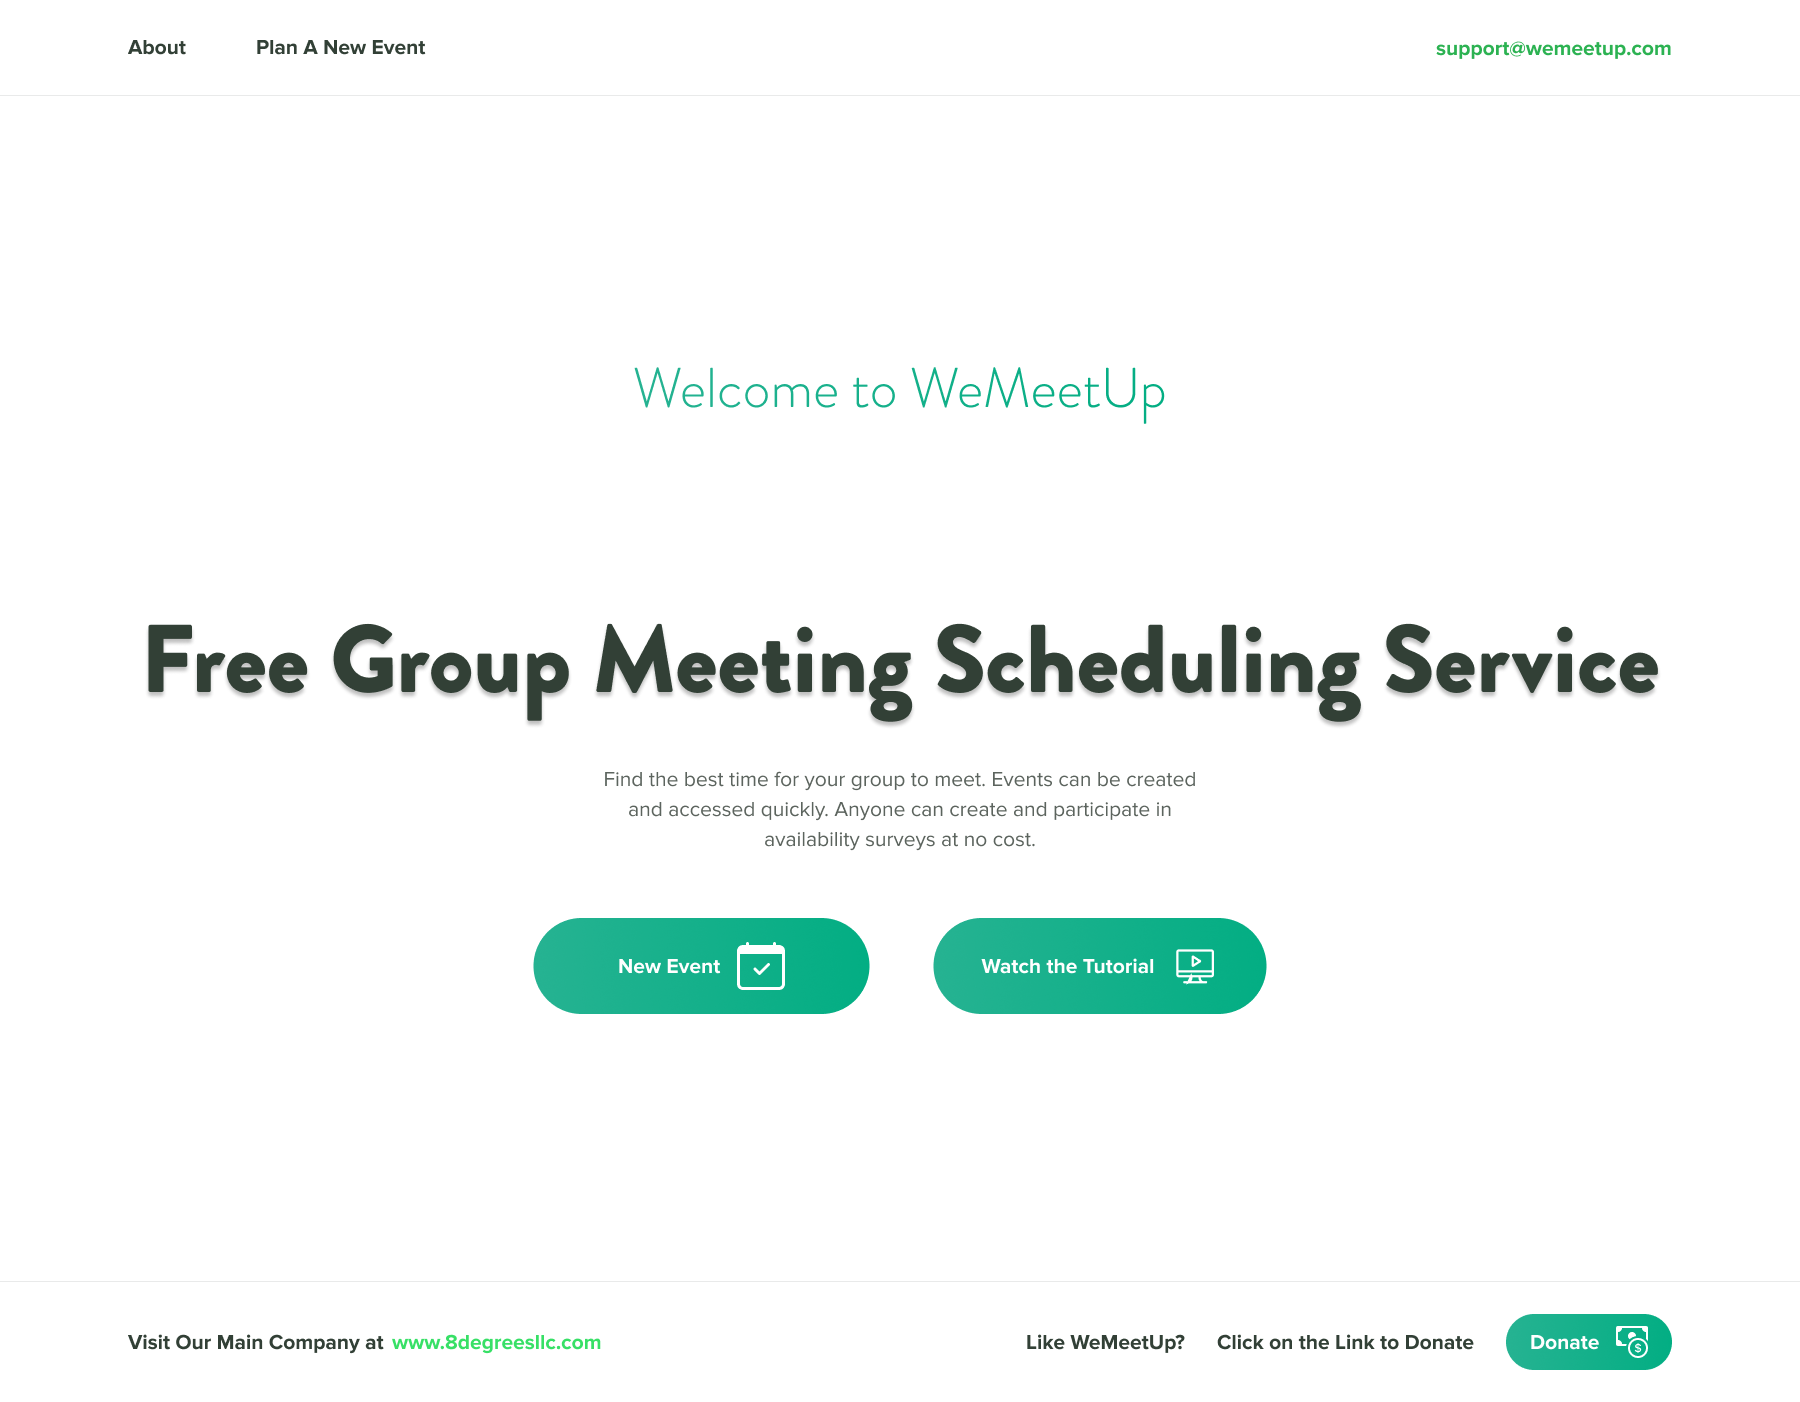 About Plan A New Event support@wemeetup.com
Welcome to WeMeetUp
Free Group Meeting Scheduling Service
Find the best time for your group to meet. Events can be created
and accessed quickly. Anyone can create and participate in
availability surveys at no cost.
New Event Watch the Tutorial
Visit Our Main Company at www.8degreesllc.com Like WeMeetUp? Click on the Link to Donate Donate $